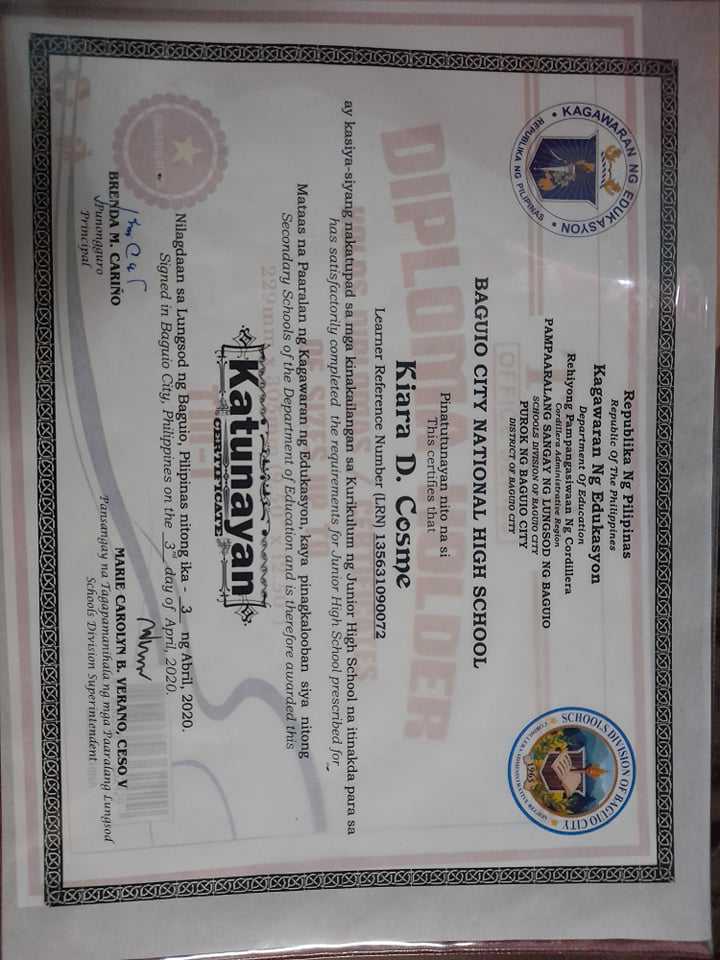 KAGAWARAN NG EDUKASYON
REPUBLIKA NG PILIPINAS
Republika Ng Pilipinas
Republic Of The Philippines
Kagawaran Ng Edukasyon
Department Of Education
Rehiyong Pampangasiwaan Ng Cordillera
Cordillera Administrative Region
PAMPAARALANG SANGAY NG LUNGSOD NG BAGUIO
SCHOOLS DIVISION OF BAGUIO CITY
PUROK NG BAGUIO CITY
DISTRICT OF BAGUIO CITY
SCHOOLS DIVISION OF BAGUIO CITY
1965
CORDILLERA ADMINISTRATIVE REGION
BAGUIO CITY NATIONAL HIGH SCHOOL
Pinatutunayan nito na si
This certifies that
DIPLOMA HOLDER
Kiara D. Cosme
Learner Reference Number (LRN) 135631090072
HOLDS DIPLOMAS / CERTIFICATES
ay kasiya-siyang nakatupad sa mga kinakailangan sa Kurikulum ng Junior High School na itinakda para sa
has satisfactorily completed the requirements for Junior High School prescribed for
OF SIZES UP TO
Mataas na Paaralan ng Kagawaran ng Edukasyon, kaya pinagkalooban siya nitong
Secondary Schools of the Department of Education and is therefore awarded this
229mm x 305mm
Katunayan
CERTIFICATE
Nilagdaan sa Lungsod ng Baguio, Pilipinas nitong ika - 3 ng Abril, 2020.
Signed in Baguio City, Philippines on the 3rd day of April, 2020.
BRENDA M. CARIÑO
Punongguro
Principal
MARIE CAROLYN B. VERANO, CESO V
Pansangay na Tagapamanihala ng mga Paaralang Lungsod
Schools Division Superintendent